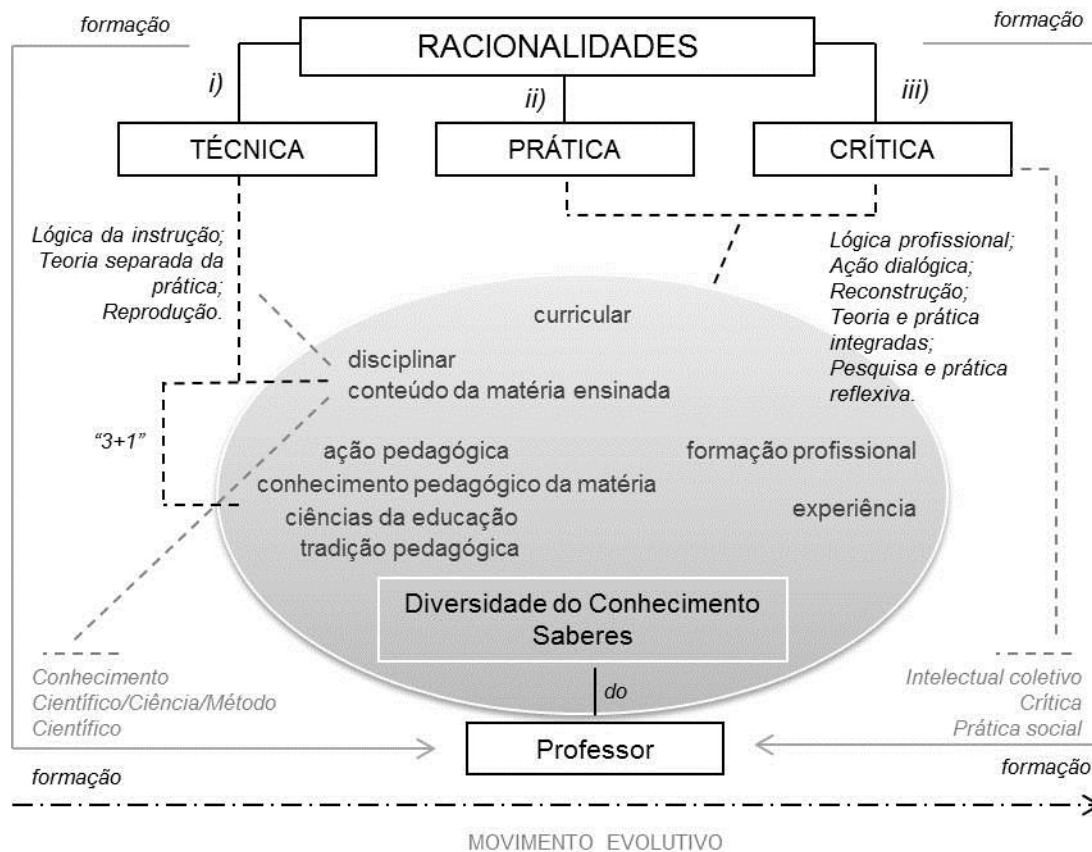 formação
formação
RACIONALIDADES
i)
ii)
iii)
TÉCNICA
PRÁTICA
CRÍTICA
Lógica da instrução;
Teoria separada da
prática;
Reprodução.
Lógica profissional;
Ação dialógica;
Reconstrução;
Teoria e prática
integradas;
Pesquisa e prática
reflexiva.
curricular
disciplinar
conteúdo da matéria ensinada
“3+1”
ação pedagógica
formação profissional
conhecimento pedagógico da matéria
experiência
ciências da educação
tradição pedagógica
Diversidade do Conhecimento
Saberes
do
Conhecimento
Científico/Ciência/Método
Científico
Intelectual coletivo
Crítica
Prática social
Professor
formação
formação
MOVIMENTO EVOLUTIVO